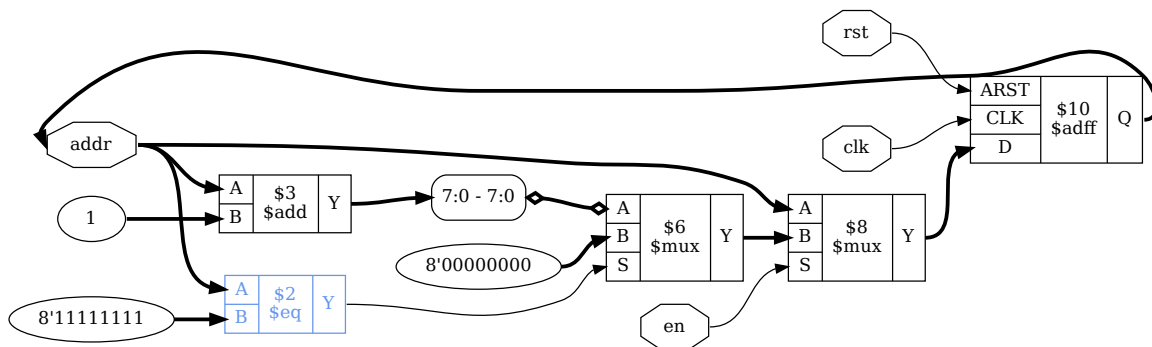 rst
ARST
CLK
D
$10
$adff
Q
clk
addr
A
B
$3
$add
Y
1
7:0 - 7:0
A
B
S
$6
$mux
Y
A
B
S
$8
$mux
Y
8'00000000
A
B
$2
$eq
Y
8'11111111
en